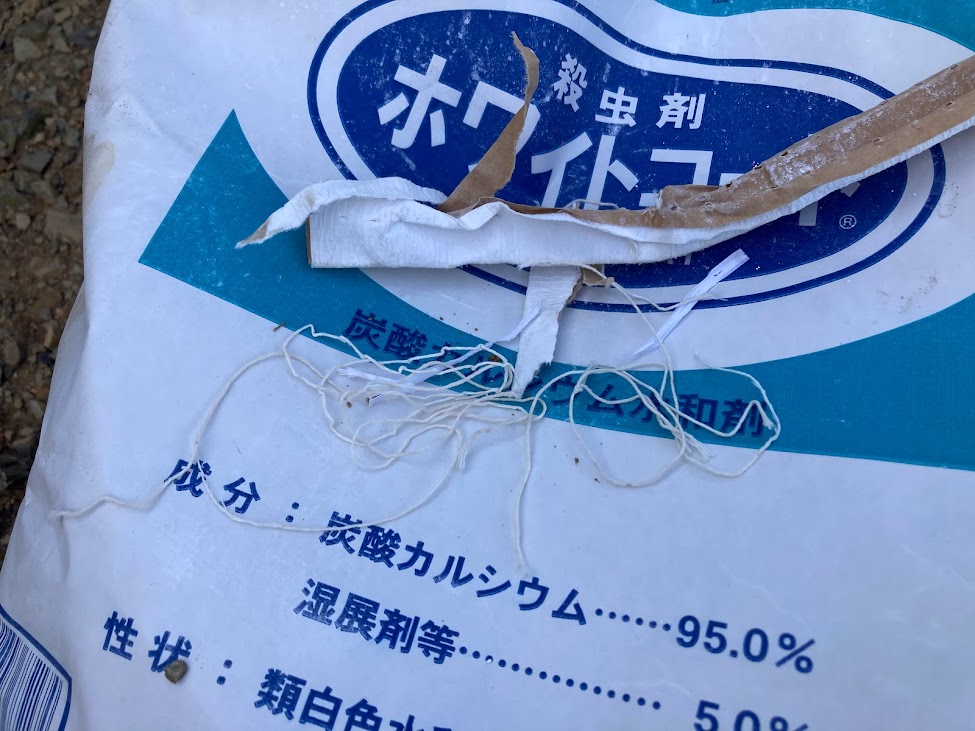 殺虫剤
ホワイトコート
®
炭酸カルシウム水和剤
成分：炭酸カルシウム……95.0%
湿展剤等……………… 5.0%
性状：類白色水和